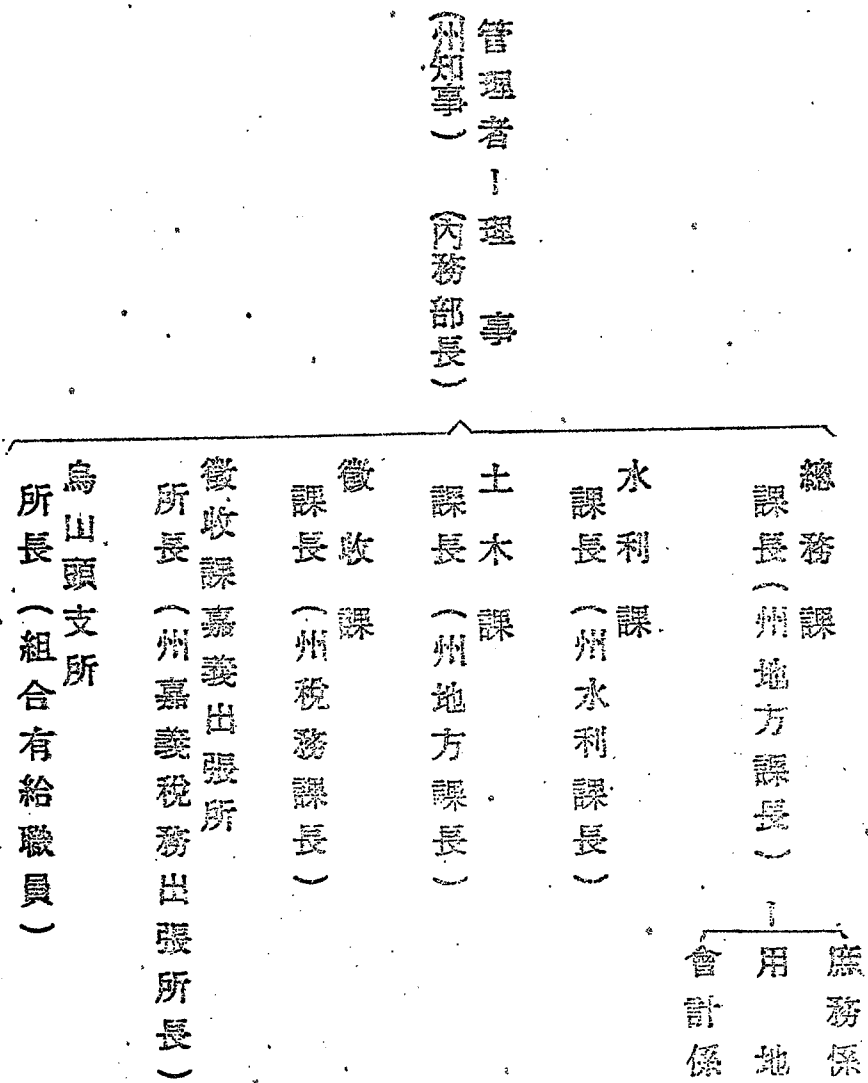 管理者ー理　事
（州知事）　（内務部長）
總務課
課長（州地方課長）
庶務係
用　地
會計係
水利課
課長（州水利課長）
土木課
課長（州地方課長）
徵收課
課長（州稅務課長）
徵收課嘉義出張所
所長（州嘉義稅務出張所長）
烏山頭支所
所長（組合有給職員）